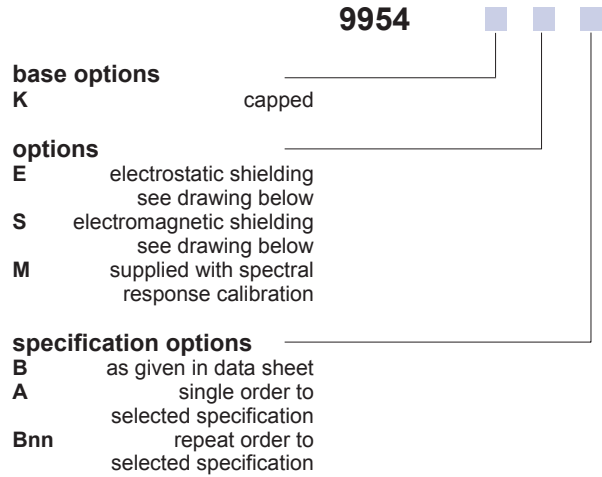 9954
base options
K capped
options
E electrostatic shielding
see drawing below
S electromagnetic shielding
see drawing below
M supplied with spectral
response calibration
specification options
B as given in data sheet
A single order to
selected specification
Bnn repeat order to
selected specification